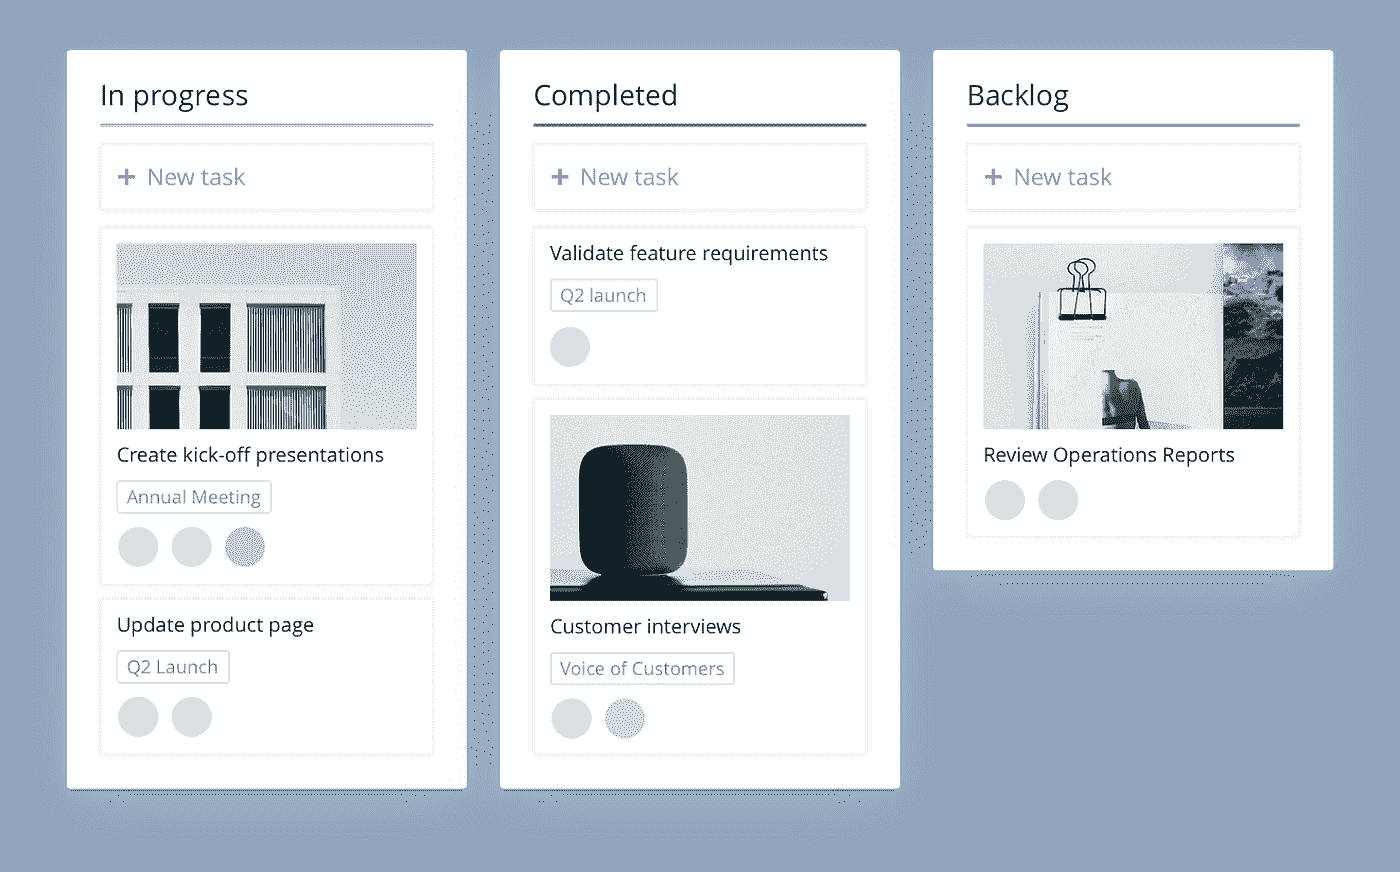 In progress
+ New task
Create kick-off presentations
Annual Meeting
Update product page
Q2 Launch
Completed
+ New task
Validate feature requirements
Q2 launch
Customer interviews
Voice of Customers
Backlog
+ New task
Review Operations Reports